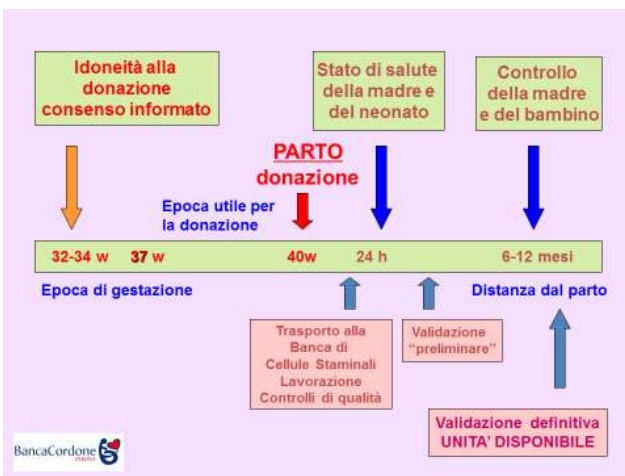 Idoneità alla
donazione
consenso informato
Stato di salute
della madre e
del neonato
Controllo
della madre
e del bambino
PARTO
donazione
Epoca utile per
la donazione
32-34 w
37 w
40w
24 h
6-12 mesi
Epoca di gestazione
Distanza dal parto
Trasporto alla
Banca di
Cellule Staminali
Lavorazione
Controlli di qualità
Validazione
“preliminare”
Validazione definitiva
UNITA’ DISPONIBILE
BancaCordone